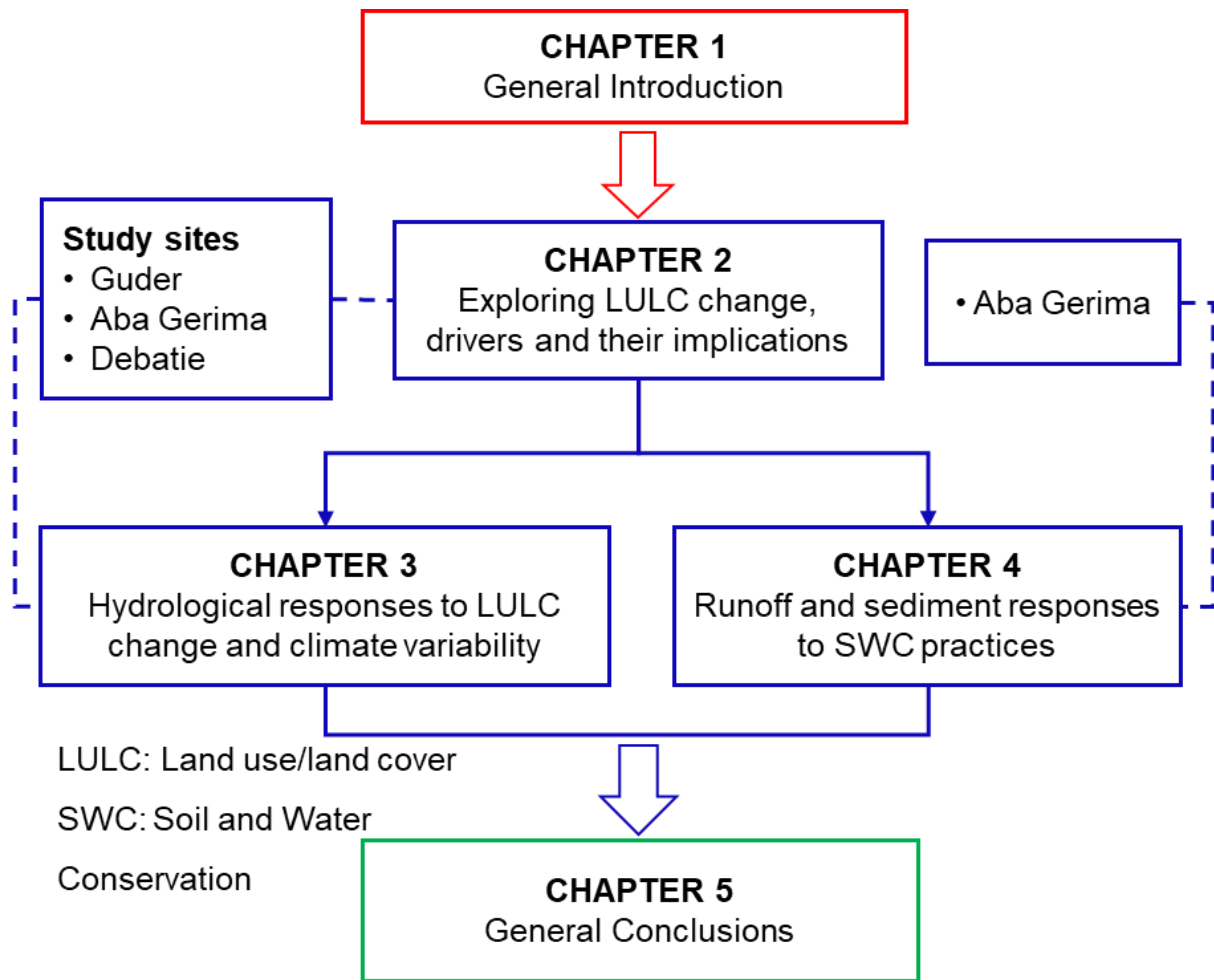 CHAPTER 1
General Introduction
Study sites
• Guder
• Aba Gerima
• Debatie
CHAPTER 2
Exploring LULC change,
drivers and their implications
• Aba Gerima
CHAPTER 3
Hydrological responses to LULC
change and climate variability
CHAPTER 4
Runoff and sediment responses
to SWC practices
LULC: Land use/land cover
SWC: Soil and Water
Conservation
CHAPTER 5
General Conclusions